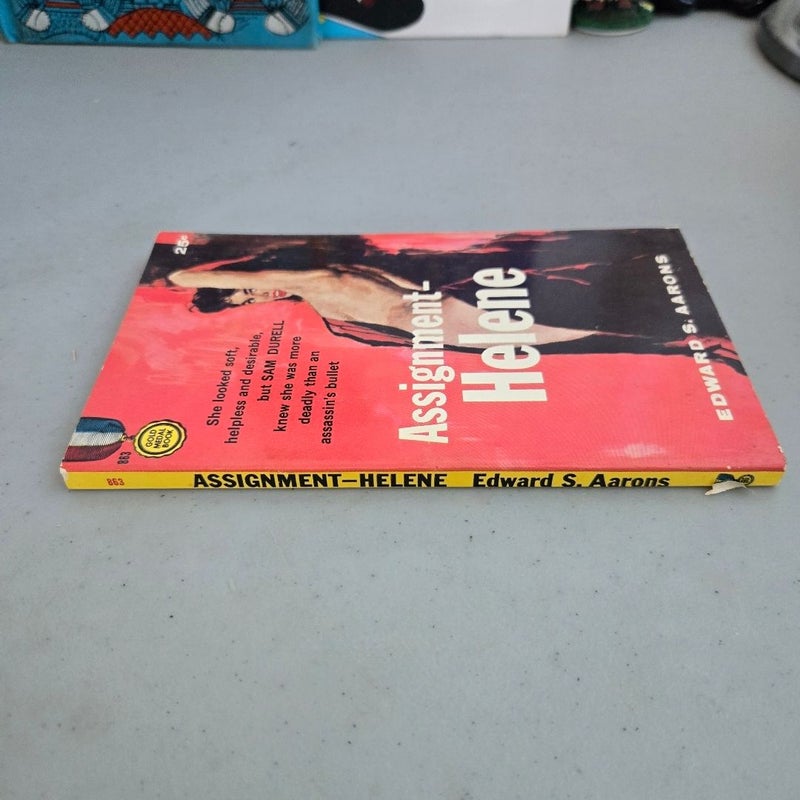 25¢
She looked soft,
helpless and desirable,
but SAM DURELL
knew she was more
deadly than an
assassin's bullet
Assignment-
Helene
EDWARD S. AARONS
GOLD
MEDAL
BOOK
863
863 ASSIGNMENT—HELENE Edward S. Aarons